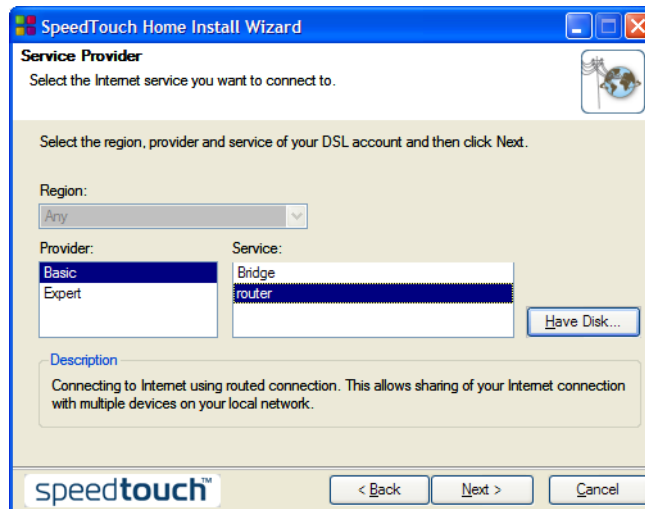 SpeedTouch Home Install Wizard
Service Provider
Select the Internet service you want to connect to.
Select the region, provider and service of your DSL account and then click Next.
Region:
Any
Provider:
Service:
Basic
Bridge
Expert
router
Have Disk...
Description
Connecting to Internet using routed connection. This allows sharing of your Internet connection
with multiple devices on your local network.
speedtouch™
< Back
Next >
Cancel